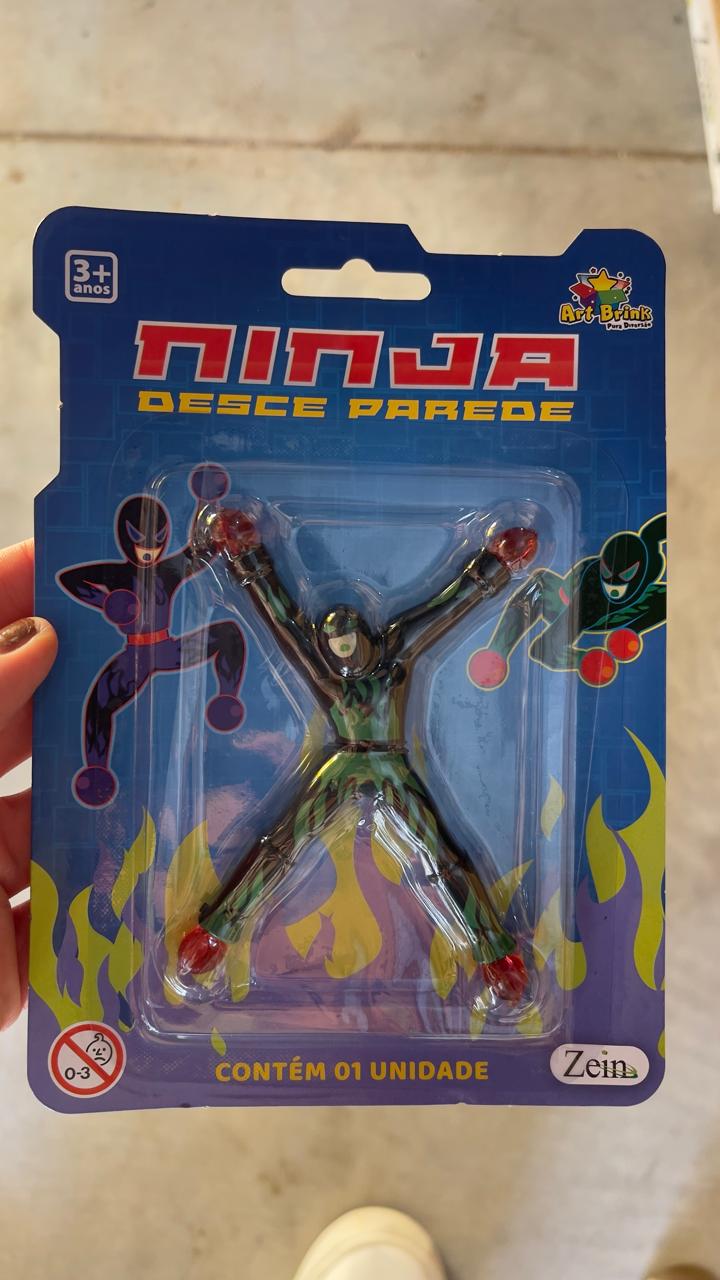 3+
anos
Art Brink
Pura Diversão
NINJA
DESCE PAREDE
0-3
CONTÉM 01 UNIDADE
Zein